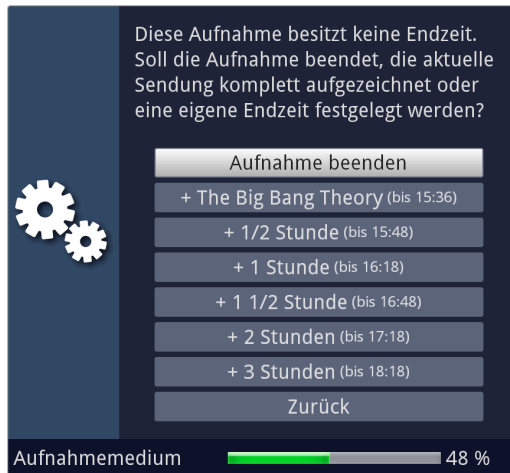 Diese Aufnahme besitzt keine Endzeit.
Soll die Aufnahme beendet, die aktuelle
Sendung komplett aufgezeichnet oder
eine eigene Endzeit festgelegt werden?
Aufnahme beenden
+ The Big Bang Theory (bis 15:36)
+ 1/2 Stunde (bis 15:48)
+ 1 Stunde (bis 16:18)
+ 1 1/2 Stunde (bis 16:48)
+ 2 Stunden (bis 17:18)
+ 3 Stunden (bis 18:18)
Zurück
Aufnahmemedium 48 %